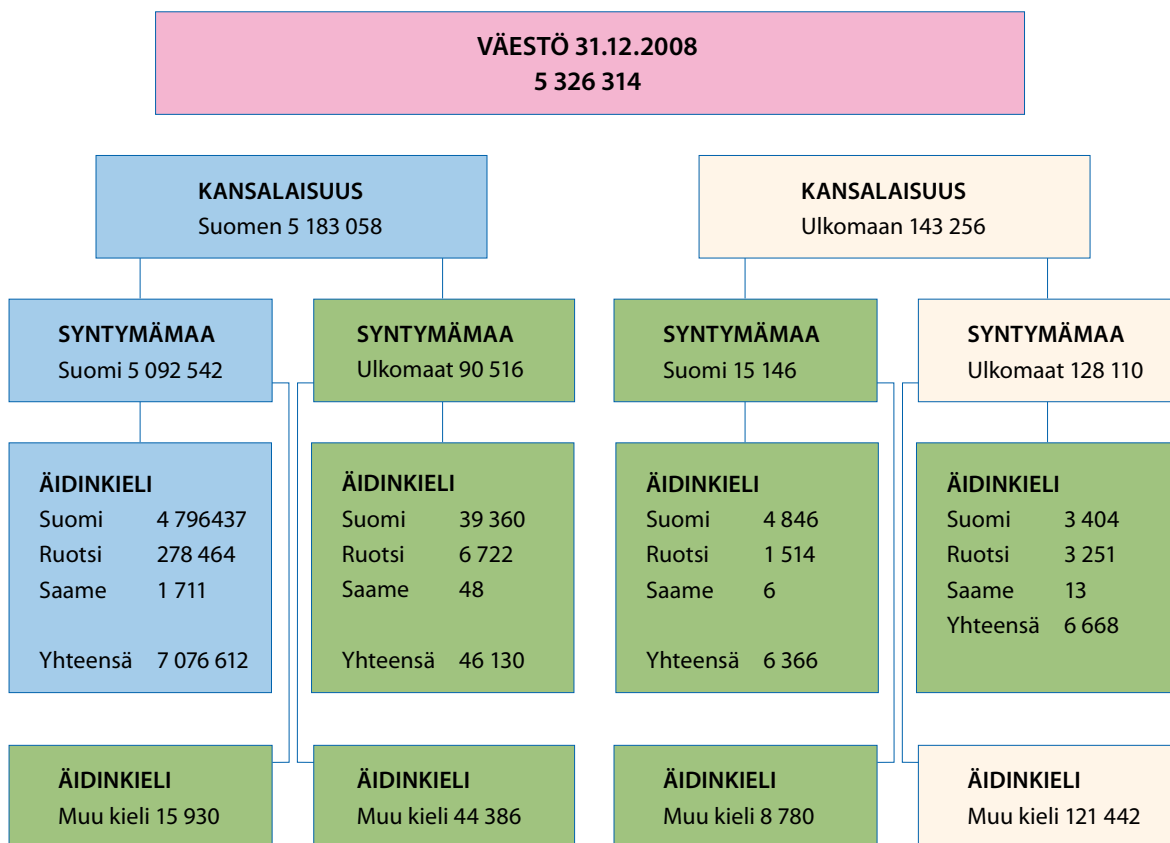 VÄESTÖ 31.12.2008
5 326 314
KANSALAISUUS
Suomen 5 183 058
KANSALAISUUS
Ulkomaan 143 256
SYNTYMÄMAA
Suomi 5 092 542
SYNTYMÄMAA
Ulkomaat 90 516
SYNTYMÄMAA
Suomi 15 146
SYNTYMÄMAA
Ulkomaat 128 110
ÄIDINKIELI
Suomi 4 796437
Ruotsi 278 464
Saame 1 711
Yhteensä 7 076 612
ÄIDINKIELI
Suomi 39 360
Ruotsi 6 722
Saame 48
Yhteensä 46 130
ÄIDINKIELI
Suomi 4 846
Ruotsi 1 514
Saame 6
Yhteensä 6 366
ÄIDINKIELI
Suomi 3 404
Ruotsi 3 251
Saame 13
Yhteensä 6 668
ÄIDINKIELI
Muu kieli 15 930
ÄIDINKIELI
Muu kieli 44 386
ÄIDINKIELI
Muu kieli 8 780
ÄIDINKIELI
Muu kieli 121 442